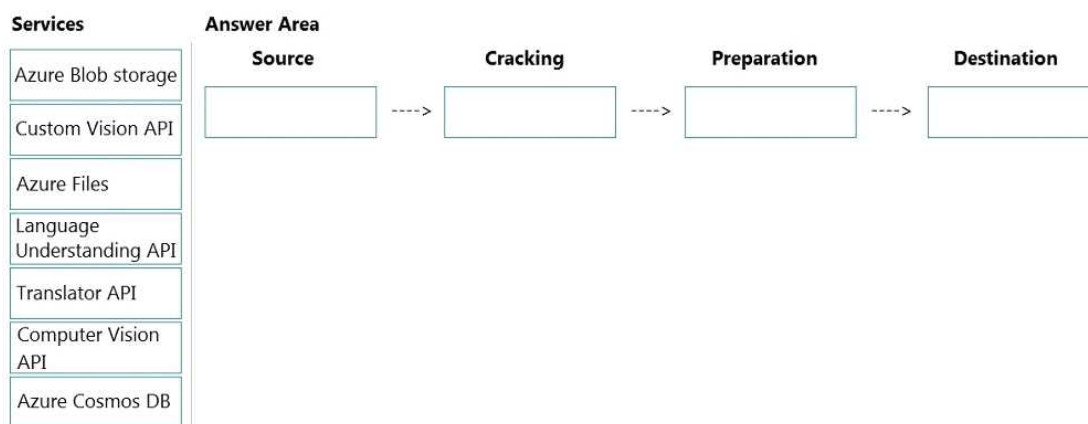 Services
Answer Area
Source
Cracking
Preparation
Destination
Azure Blob storage
---->
---->
---->
Custom Vision API
Azure Files
Language
Understanding API
Translator API
Computer Vision
API
Azure Cosmos DB